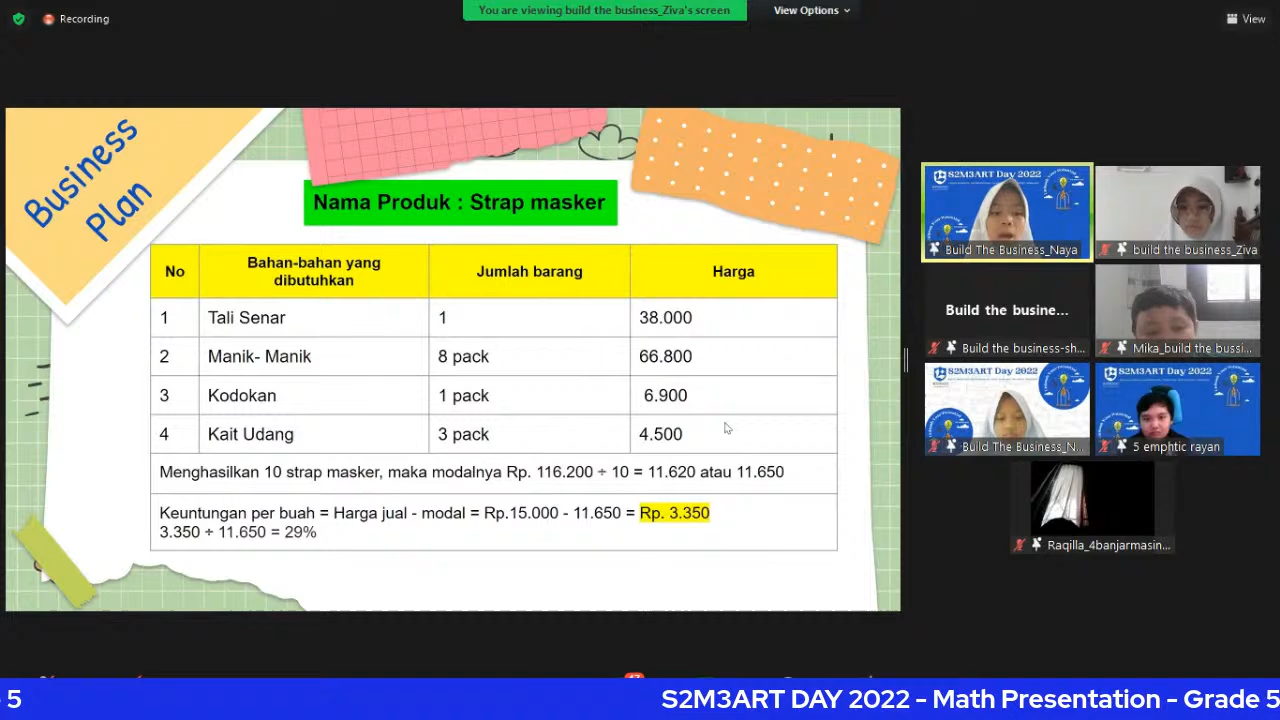 Recording
You are viewing build the business_Ziva's screen
View Options
View
Business
Plan
Nama Produk : Strap masker
No
Bahan-bahan yang
dibutuhkan
Jumlah barang
Harga
1 Tali Senar 1 38.000
2 Manik- Manik 8 pack 66.800
3 Kodokan 1 pack 6.900
4 Kait Udang 3 pack 4.500
Menghasilkan 10 strap masker, maka modalnya Rp. 116.200 ÷ 10 = 11.620 atau 11.650
Keuntungan per buah = Harga jual - modal = Rp.15.000 - 11.650 = Rp. 3.350
3.350 ÷ 11.650 = 29%
S2M3ART Day 2022
Build The Business_Naya
build the business_Ziva
Build the busine...
Build the business-sh...
Mika_build the bussi...
S2M3ART Day 2022
Build The Business_N...
S2M3ART Day 2022
5 emphtic rayan
Raqilla_4banjarmasin...
5
S2M3ART DAY 2022 - Math Presentation - Grade 5